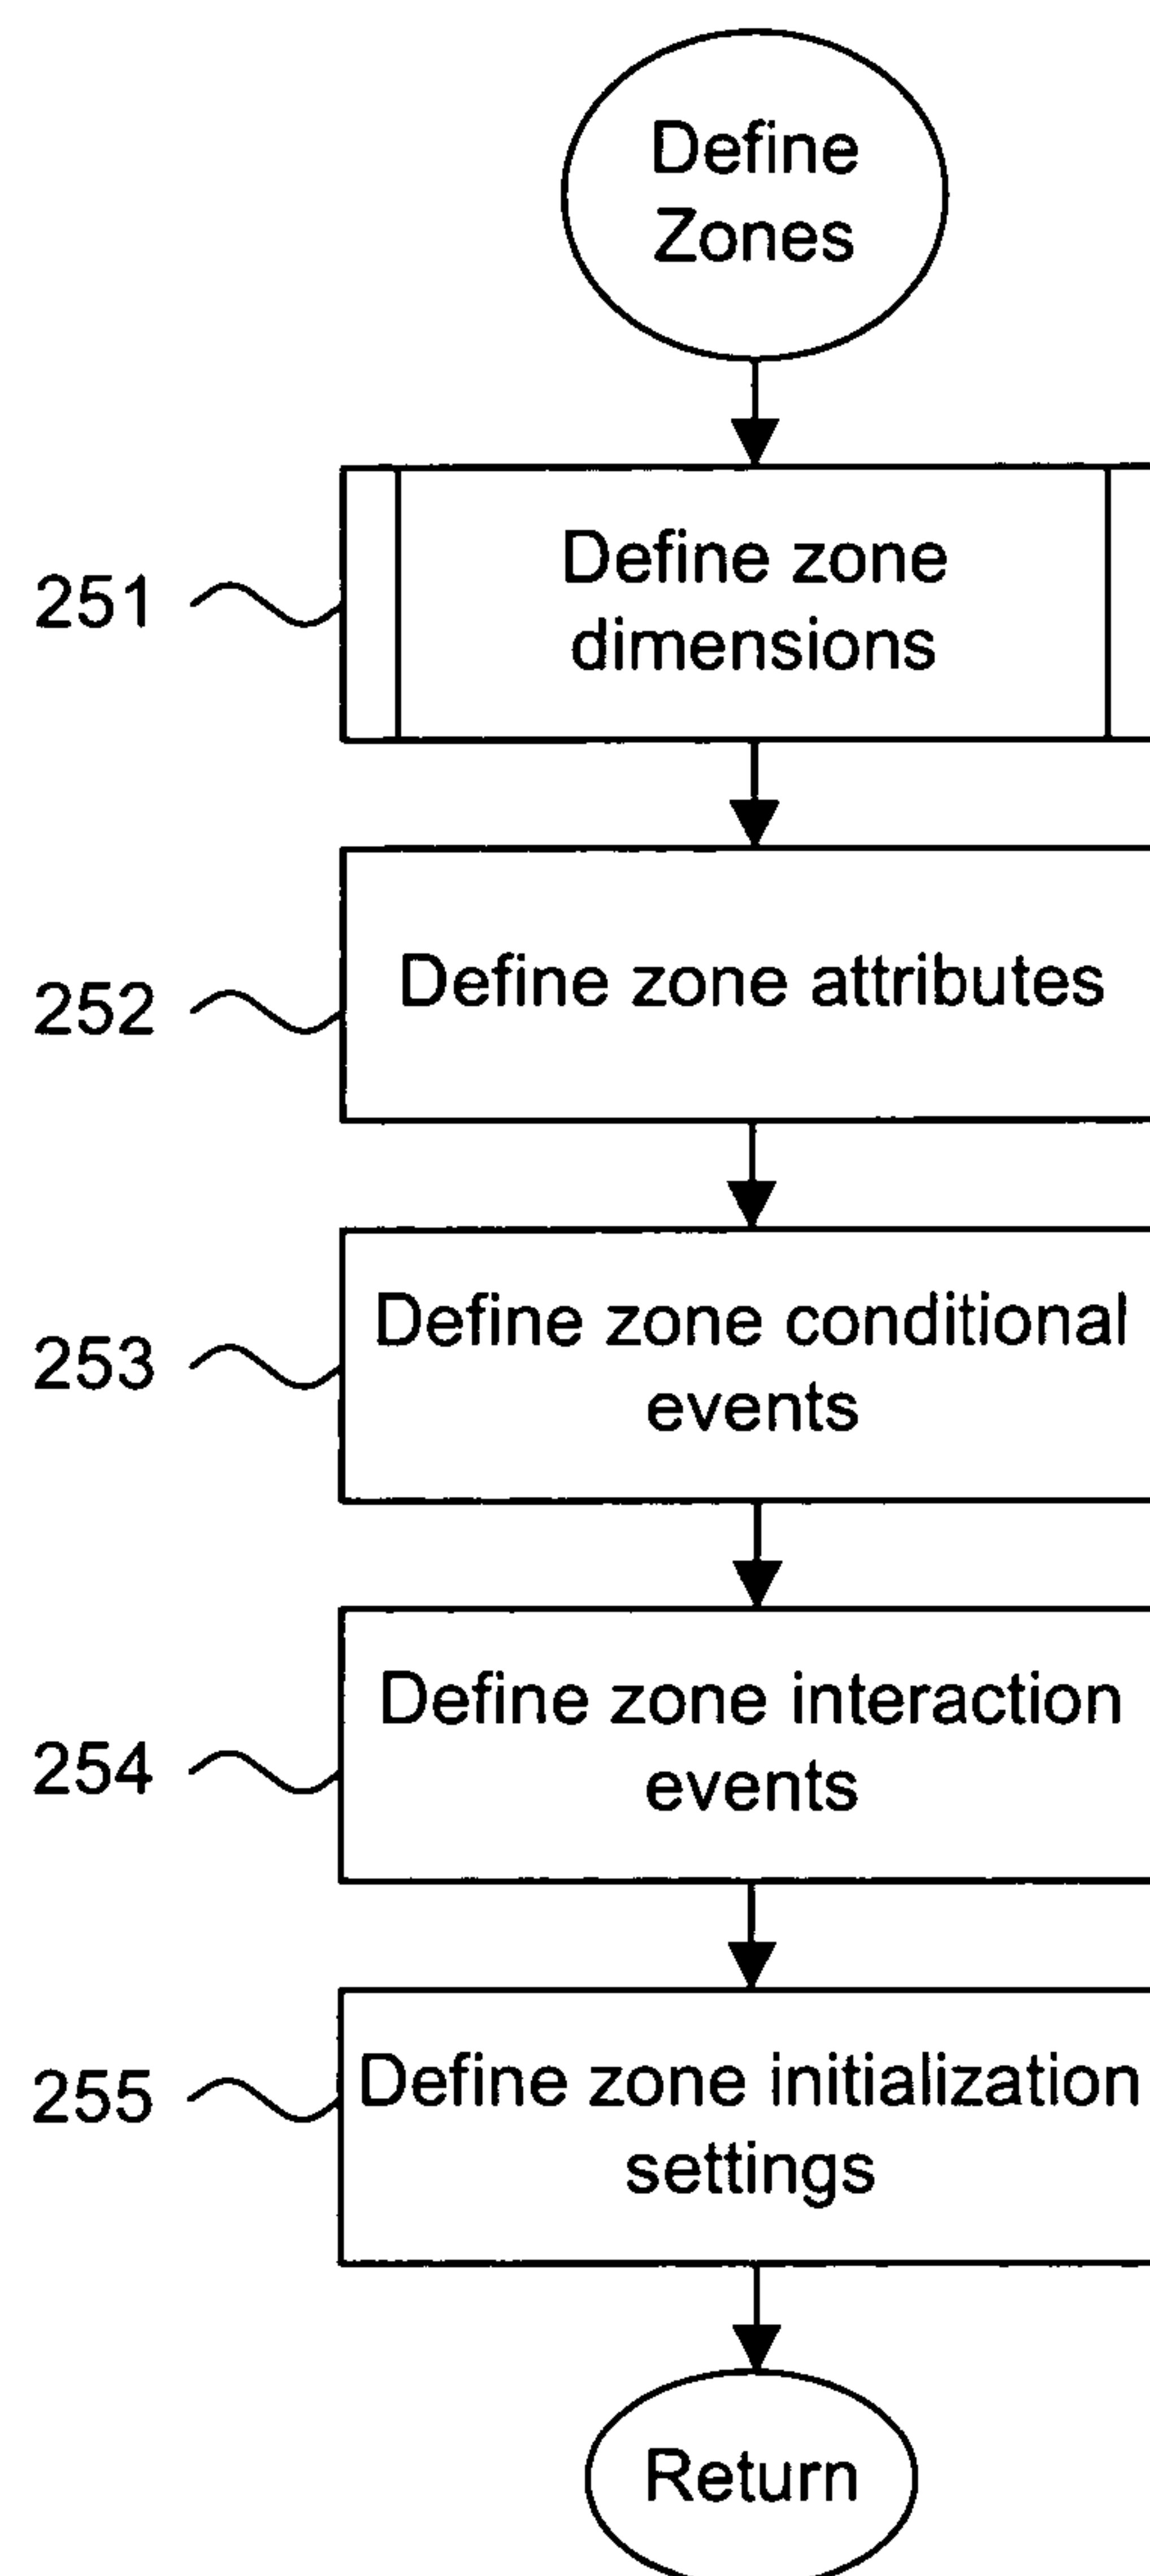 Define
Zones
251
Define zone
dimensions
252
Define zone attributes
253
Define zone conditional
events
254
Define zone interaction
events
255
Define zone initialization
settings
Return